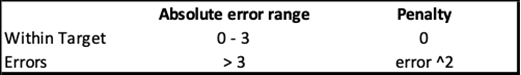 Absolute error range Penalty
Within Target 0 - 3 0
Errors > 3 error ^2